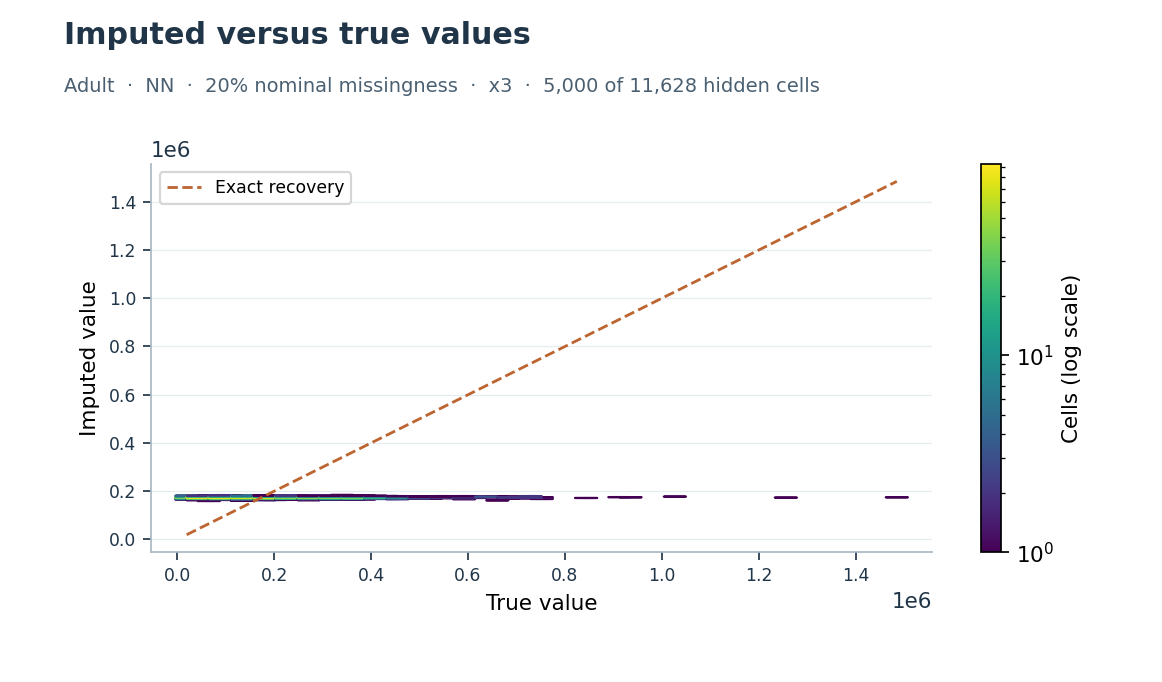 Imputed versus true values
Adult · NN · 20% nominal missingness · x3 · 5,000 of 11,628 hidden cells
1e6
Exact recovery
1.4
1.2
1.0
0.8
0.6
0.4
0.2
0.0
Imputed value
0.0 0.2 0.4 0.6 0.8 1.0 1.2 1.4
True value
1e6
10¹
10⁰
Cells (log scale)